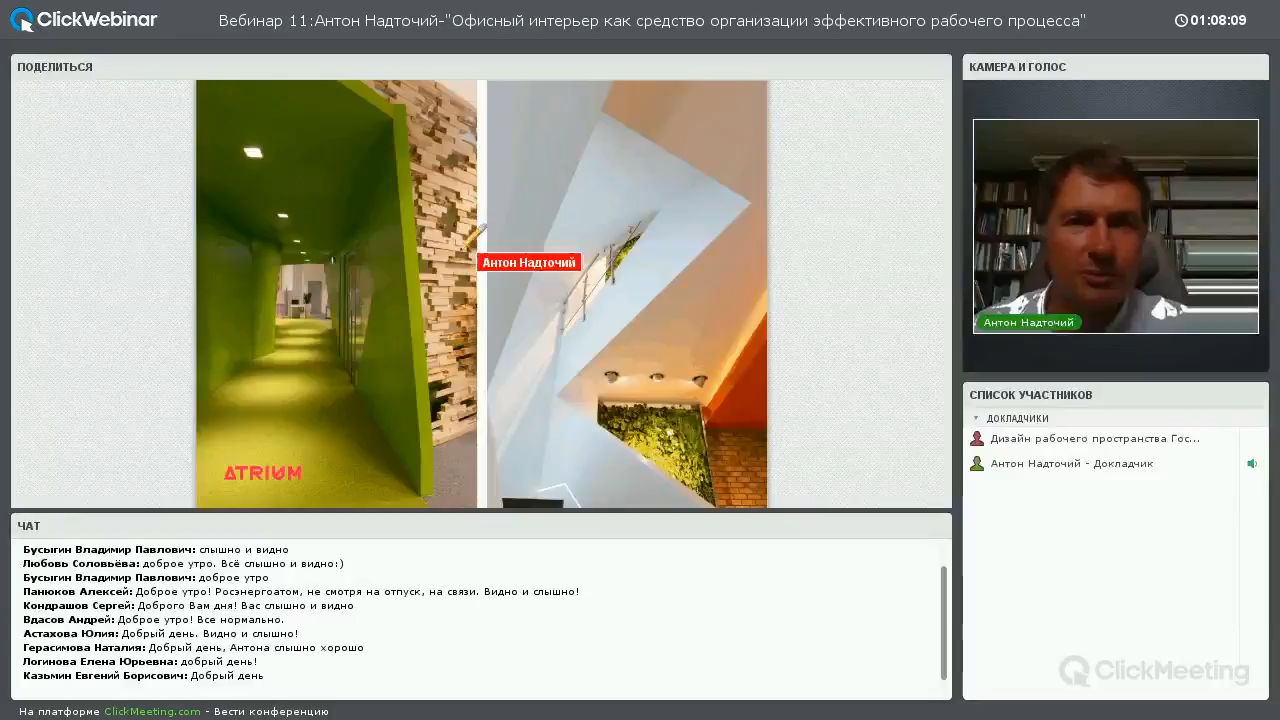 ClickWebinar
Вебинар 11:Антон Надточий-"Офисный интерьер как средство организации эффективного рабочего процесса"
01:08:09
ПОДЕЛИТЬСЯ
Антон Надточий
ATRIUM
КАМЕРА И ГОЛОС
Антон Надточий
СПИСОК УЧАСТНИКОВ
ДОКЛАДЧИКИ
Дизайн рабочего пространства Гос...
Антон Надточий - Докладчик
ЧАТ
Бусыгин Владимир Павлович: слышно и видно
Любовь Соловьёва: доброе утро. Всё слышно и видно:)
Бусыгин Владимир Павлович: доброе утро
Панюков Алексей: Доброе утро! Росэнергоатом, не смотря на отпуск, на связи. Видно и слышно!
Кондрашов Сергей: Доброго Вам дня! Вас слышно и видно
Вдасов Андрей: Доброе утро! Все нормально.
Астахова Юлия: Добрый день. Видно и слышно!
Герасимова Наталия: Добрый день, Антона слышно хорошо
Логинова Елена Юрьевна: добрый день!
Казьмин Евгений Борисович: Добрый день
ClickMeeting
На платформе ClickMeeting.com - Вести конференцию